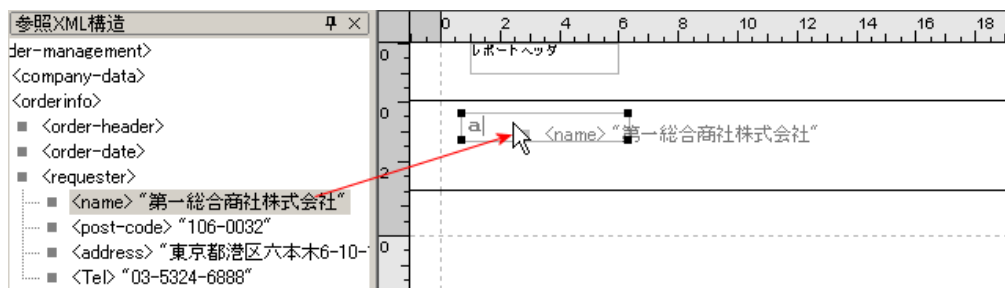 参照XML構造
der-management>
<company-data>
<orderinfo>
<order-header>
<order-date>
<requester>
<name> "第一総合商社株式会社"
<post-code> "106-0032"
<address> "東京都港区六本木6-10-
<Tel> "03-5324-6888"
0 2 4 6 8 10 12 14 16 18
0
レポートヘッダ
0
a
<name> "第一総合商社株式会社"
2
0